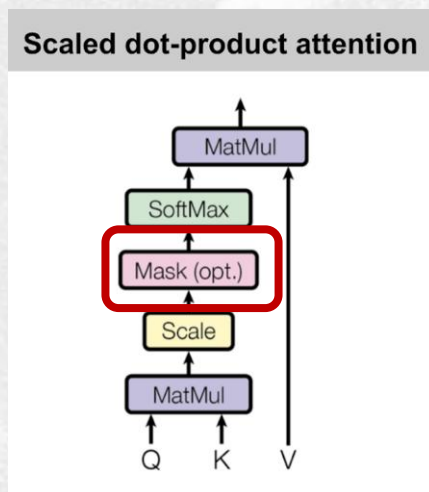 Scaled dot-product attention
MatMul
SoftMax
Mask (opt.)
Scale
MatMul
Q K V